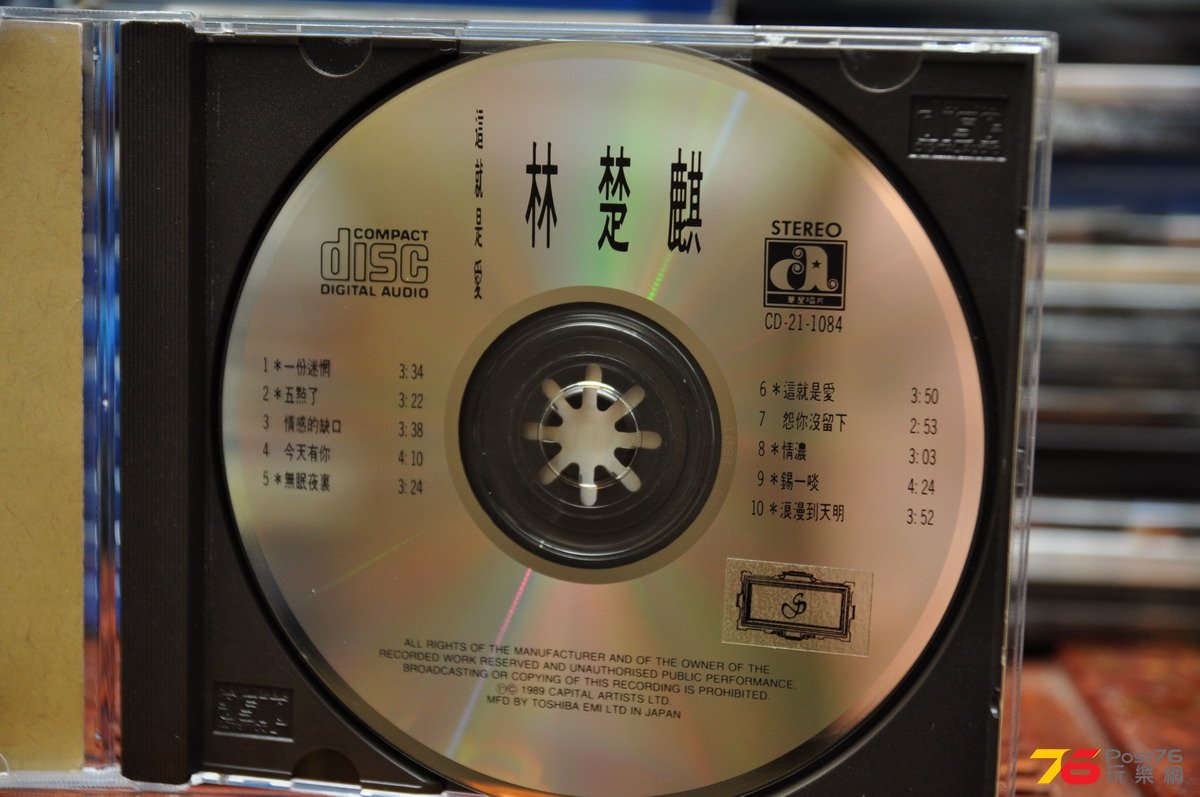 這就是愛
林楚麒
COMPACT
disc
DIGITAL AUDIO
STEREO
華星唱片
CD-21-1084
1 *一份迷惘 3:34
2 *五點了 3:22
3 情感的缺口 3:38
4 今天有你 4:10
5 *無眠夜裏 3:24
6 *這就是愛 3:50
7 怨你沒留下 2:53
8 *情濃 3:03
9 *錫一啖 4:24
10 *浪漫到天明 3:52
ALL RIGHTS OF THE MANUFACTURER AND OF THE OWNER OF THE
RECORDED WORK RESERVED AND UNAUTHORISED PUBLIC PERFORMANCE,
BROADCASTING OR COPYING OF THIS RECORDING IS PROHIBITED.
ⓅⒸ 1989 CAPITAL ARTISTS LTD.
MFD BY TOSHIBA EMI LTD IN JAPAN
76 Post76
玩樂網